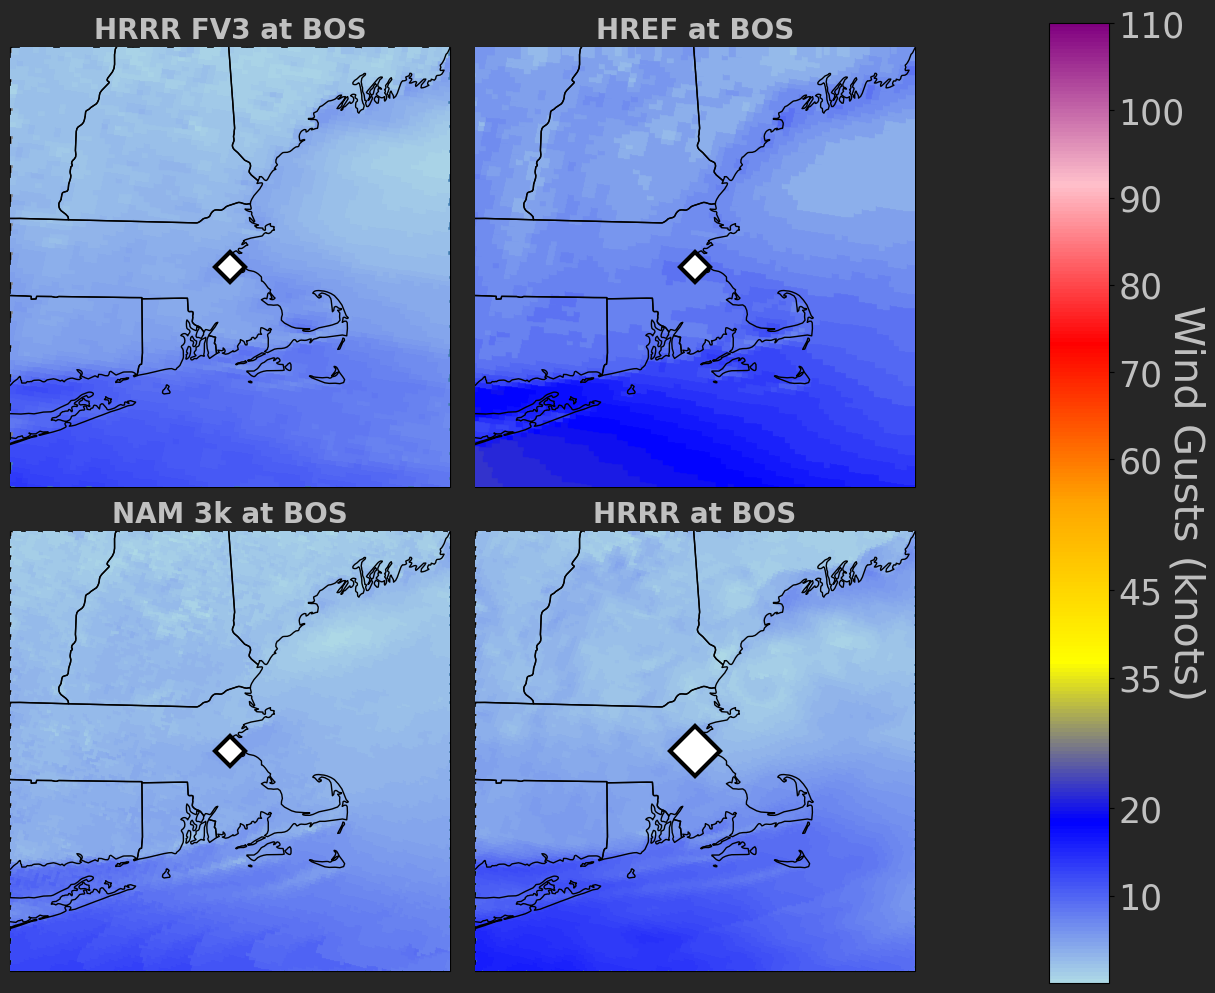 HRRR FV3 at BOS
HREF at BOS
NAM 3k at BOS
HRRR at BOS
110
100
90
80
70
60
45
35
20
10
Wind Gusts (knots)